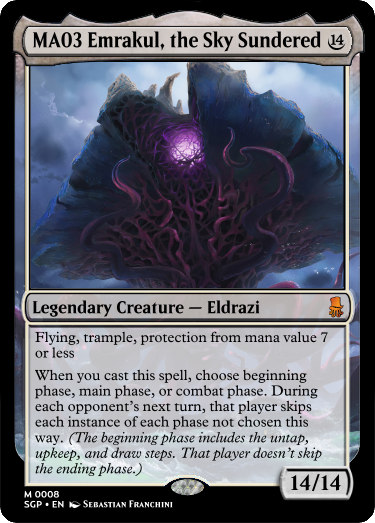 MA03 Emrakul, the Sky Sundered 14
Legendary Creature — Eldrazi
Flying, trample, protection from mana value 7
or less
When you cast this spell, choose beginning
phase, main phase, or combat phase. During
each opponent's next turn, that player skips
each instance of each phase not chosen this
way. (The beginning phase includes the untap,
upkeep, and draw steps. That player doesn't skip
the ending phase.)
14/14
M 0008
SGP • EN Sebastian Franchini